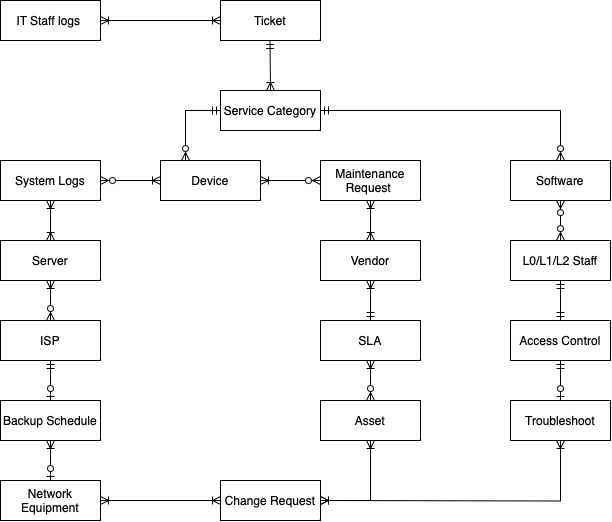 IT Staff logs
Ticket
Service Category
System Logs
Device
Maintenance
Request
Software
Server
Vendor
L0/L1/L2 Staff
ISP
SLA
Access Control
Backup Schedule
Asset
Troubleshoot
Network
Equipment
Change Request